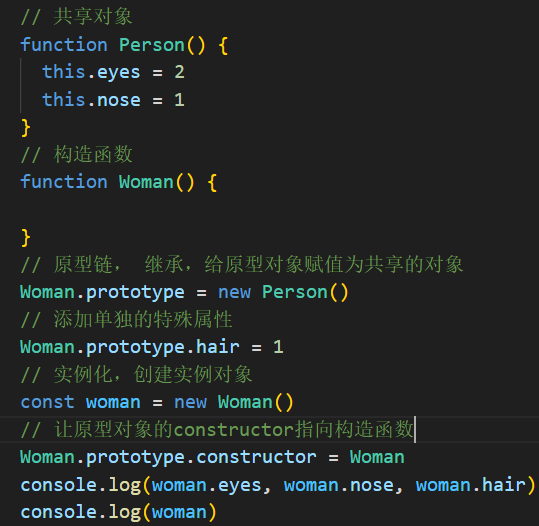 // 共享对象
function Person() {
  this.eyes = 2
  this.nose = 1
}
// 构造函数
function Woman() {

}
// 原型链， 继承，给原型对象赋值为共享的对象
Woman.prototype = new Person()
// 添加单独的特殊属性
Woman.prototype.hair = 1
// 实例化，创建实例对象
const woman = new Woman()
// 让原型对象的constructor指向构造函数
Woman.prototype.constructor = Woman
console.log(woman.eyes, woman.nose, woman.hair)
console.log(woman)